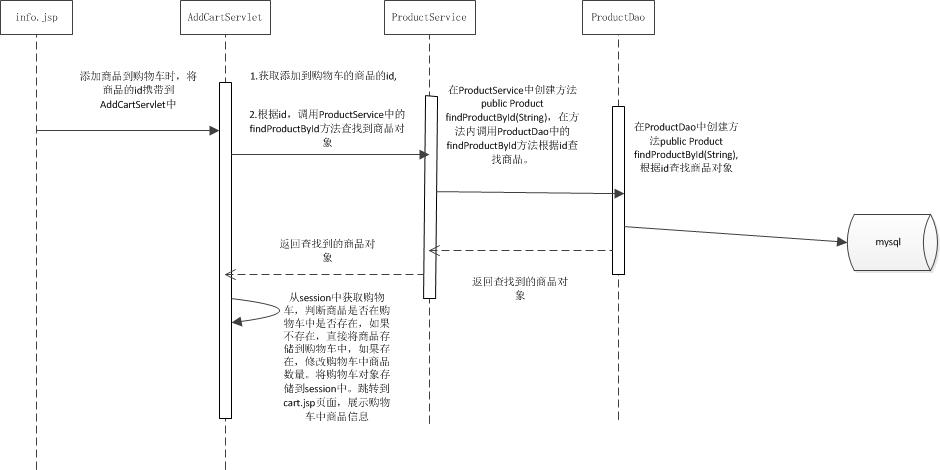 info.jsp
AddCartServlet
ProductService
ProductDao
添加商品到购物车时，将
商品的id携带到
AddCartServlet中
1.获取添加到购物车的商品的id,
2.根据id，调用ProductService中的
findProductById方法查找到商品对
象
在ProductService中创建方法
public Product
findProductById(String)，在方
法内调用ProductDao中的
findProductById方法根据id查
找商品。
在ProductDao中创建方
法public Product
findProductById(String),
根据id查找商品对象
mysql
返回查找到的商品对
象
返回查找到的商品对
象
从session中获取购物
车，判断商品是否在购
物车中是否存在，如果
不存在，直接将商品存
储到购物车中，如果存
在，修改购物车中商品
数量。将购物车对象存
储到session中。跳转到
cart.jsp页面，展示购物
车中商品信息